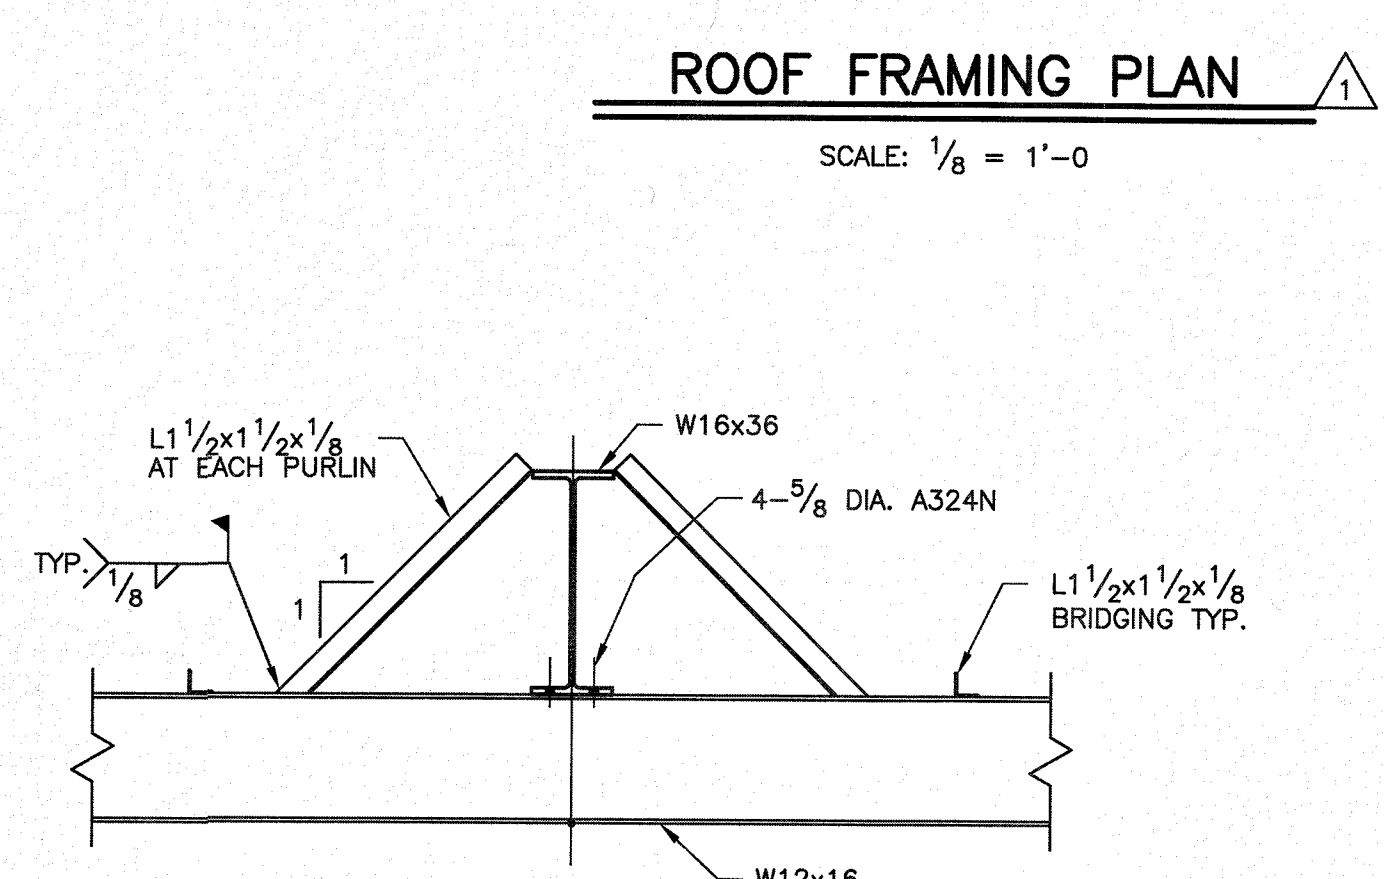 ROOF FRAMING PLAN
1
SCALE: 1/8 = 1'-0
W16x36
L1 1/2x1 1/2x1/8
AT EACH PURLIN
4-5/8 DIA. A324N
TYP.
1/8
1
1
L1 1/2x1 1/2x1/8
BRIDGING TYP.
W12x16